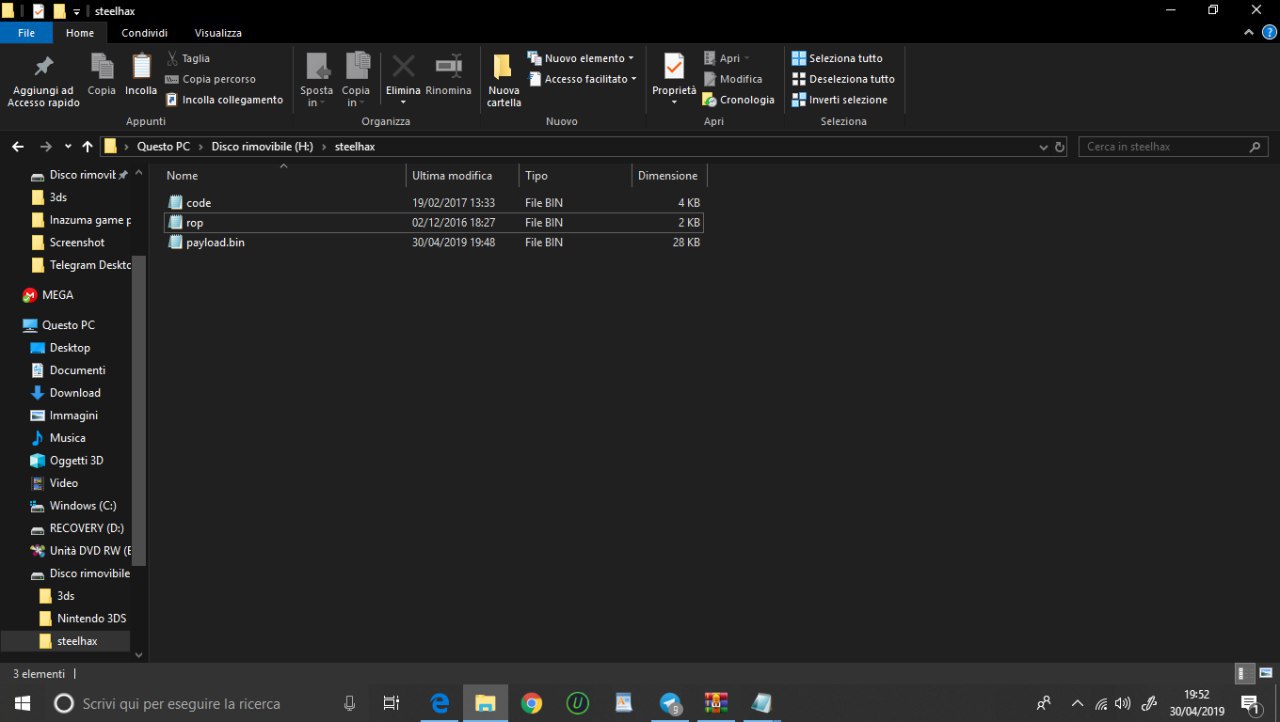 steelhax
File Home Condividi Visualizza
Aggiungi ad Accesso rapido
Copia
Incolla
Taglia
Copia percorso
Incolla collegamento
Appunti
Sposta in
Copia in
Elimina
Rinomina
Organizza
Nuova cartella
Nuovo elemento
Accesso facilitato
Nuovo
Proprietà
Apri
Modifica
Cronologia
Apri
Seleziona tutto
Deseleziona tutto
Inverti selezione
Seleziona
Questo PC > Disco rimovibile (H:) > steelhax
Cerca in steelhax
Nome Ultima modifica Tipo Dimensione
code 19/02/2017 13:33 File BIN 4 KB
rop 02/12/2016 18:27 File BIN 2 KB
payload.bin 30/04/2019 19:48 File BIN 28 KB
Disco rimovib
3ds
Inazuma game p
Screenshot
Telegram Deskto
MEGA
Questo PC
Desktop
Documenti
Download
Immagini
Musica
Oggetti 3D
Video
Windows (C:)
RECOVERY (D:)
Unità DVD RW (E
Disco rimovibile
3ds
Nintendo 3DS
steelhax
3 elementi
Scrivi qui per eseguire la ricerca
9
19:52
30/04/2019
1